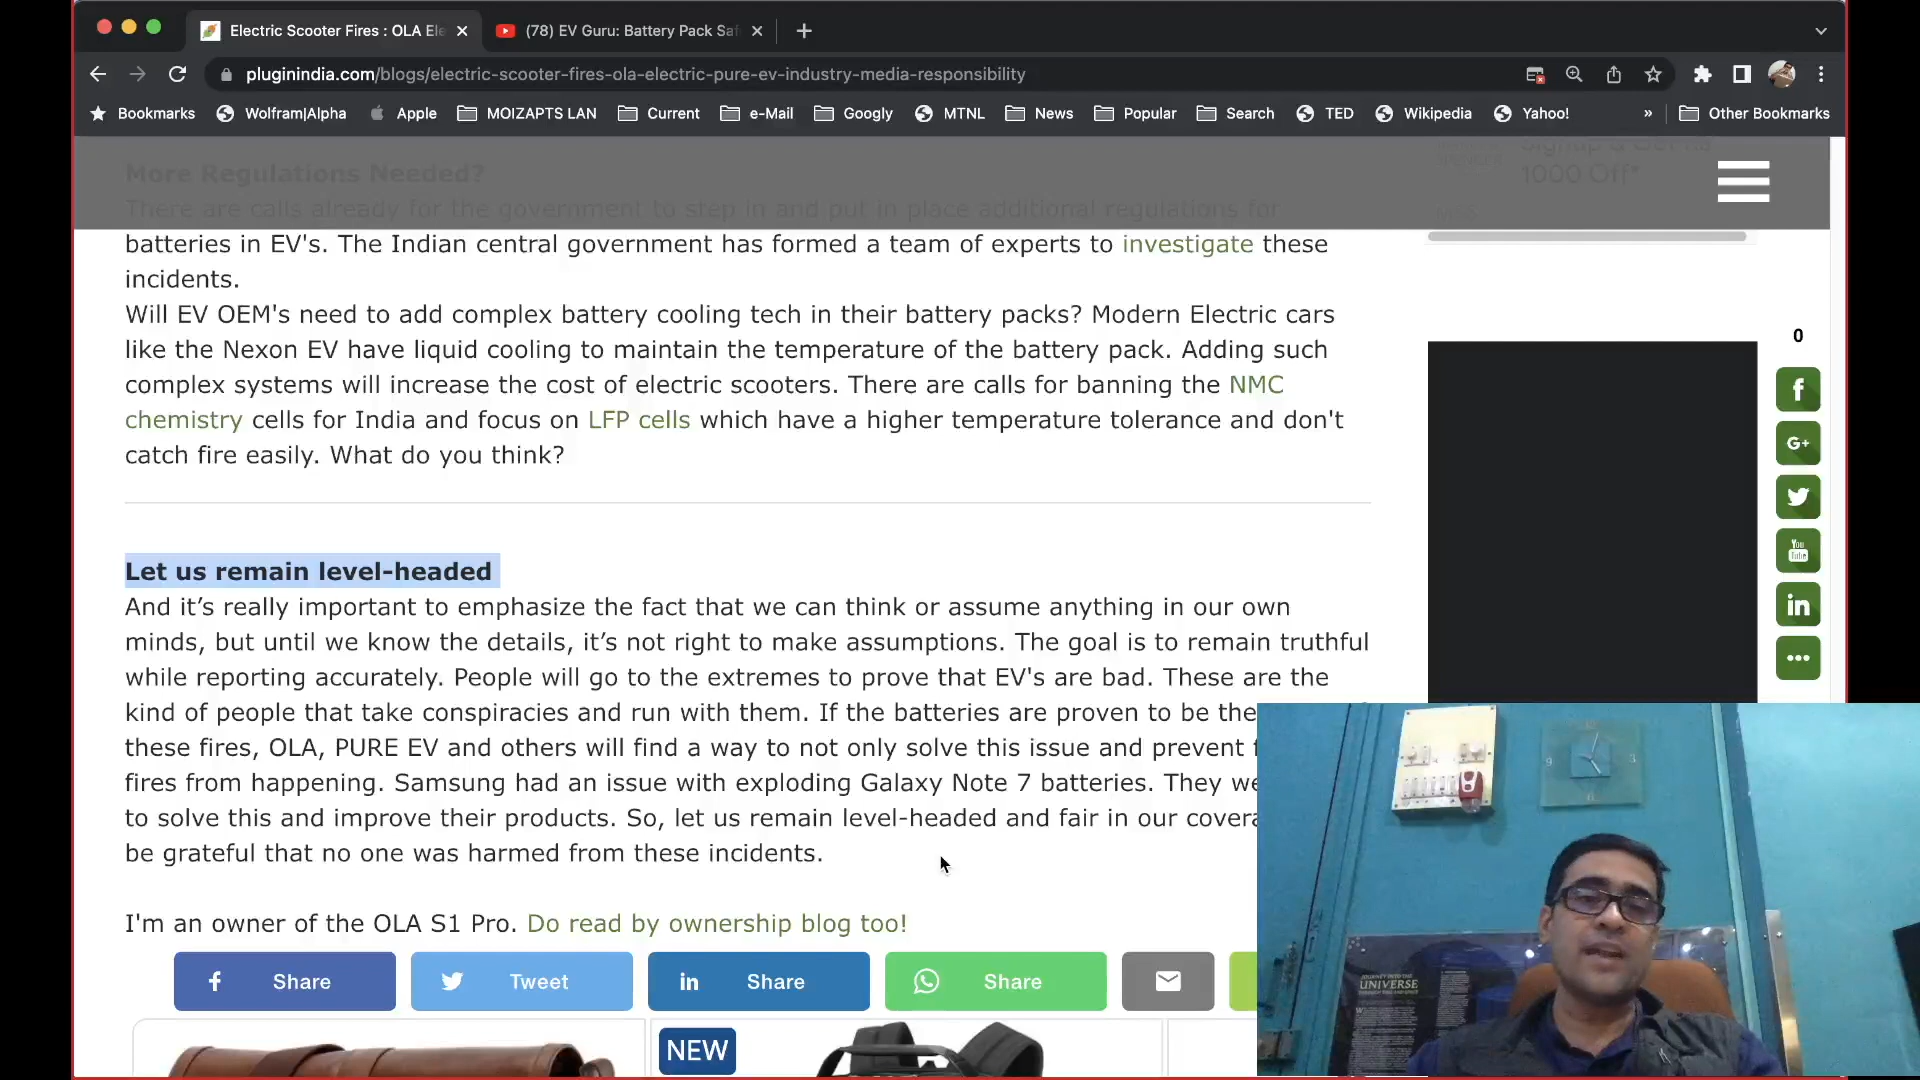 Electric Scooter Fires : OLA Ele
(78) EV Guru: Battery Pack Saf
pluginindia.com/blogs/electric-scooter-fires-ola-electric-pure-ev-industry-media-responsibility
Bookmarks Wolfram|Alpha Apple MOIZAPTS LAN Current e-Mail Googly MTNL News Popular Search TED Wikipedia Yahoo! » Other Bookmarks
More Regulations Needed?
There are calls already for the government to step in and put in place additional regulations for
batteries in EV's. The Indian central government has formed a team of experts to investigate these
incidents.
Will EV OEM's need to add complex battery cooling tech in their battery packs? Modern Electric cars
like the Nexon EV have liquid cooling to maintain the temperature of the battery pack. Adding such
complex systems will increase the cost of electric scooters. There are calls for banning the NMC
chemistry cells for India and focus on LFP cells which have a higher temperature tolerance and don't
catch fire easily. What do you think?
Let us remain level-headed
And it’s really important to emphasize the fact that we can think or assume anything in our own
minds, but until we know the details, it’s not right to make assumptions. The goal is to remain truthful
while reporting accurately. People will go to the extremes to prove that EV's are bad. These are the
kind of people that take conspiracies and run with them. If the batteries are proven to be the
these fires, OLA, PURE EV and others will find a way to not only solve this issue and prevent
fires from happening. Samsung had an issue with exploding Galaxy Note 7 batteries. They we
to solve this and improve their products. So, let us remain level-headed and fair in our covera
be grateful that no one was harmed from these incidents.
I'm an owner of the OLA S1 Pro. Do read by ownership blog too!
Share Tweet Share Share
NEW
1000 Off*
0
G+
You
Tube
in
9 3
JOURNEY INTO THE
UNIVERSE